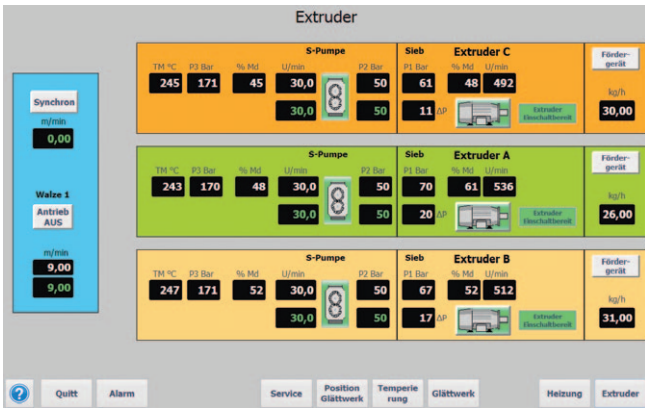 Extruder
S-Pumpe Sieb Extruder C Förder-
gerät
TM °C P3 Bar % Md U/min P2 Bar P1 Bar % Md U/min
245 171 45 30,0 50 61 48 492
kg/h
30,0 50 11 ΔP Extruder
Einschaltbereit
30,00
Synchron
m/min
0,00
S-Pumpe Sieb Extruder A Förder-
gerät
TM °C P3 Bar % Md U/min P2 Bar P1 Bar % Md U/min
243 170 48 30,0 50 70 61 536
kg/h
30,0 50 20 ΔP Extruder
Einschaltbereit
26,00
Walze 1
Antrieb
AUS
m/min
9,00
9,00
S-Pumpe Sieb Extruder B Förder-
gerät
TM °C P3 Bar % Md U/min P2 Bar P1 Bar % Md U/min
247 171 52 30,0 50 67 52 512
kg/h
30,0 50 17 ΔP Extruder
Einschaltbereit
31,00
? Quitt Alarm Service Position
Glättwerk
Temperie
rung
Glättwerk Heizung Extruder